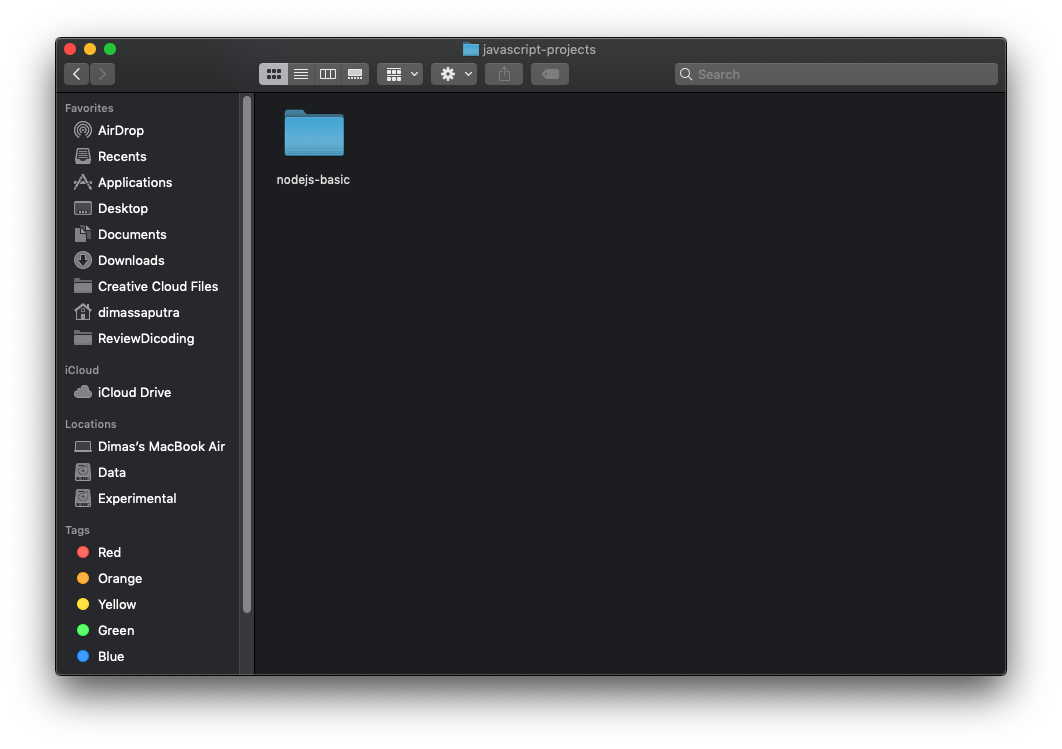 javascript-projects
Search
Favorites
AirDrop
Recents
Applications
Desktop
Documents
Downloads
Creative Cloud Files
dimassaputra
ReviewDicoding
iCloud
iCloud Drive
Locations
Dimas’s MacBook Air
Data
Experimental
Tags
Red
Orange
Yellow
Green
Blue
nodejs-basic